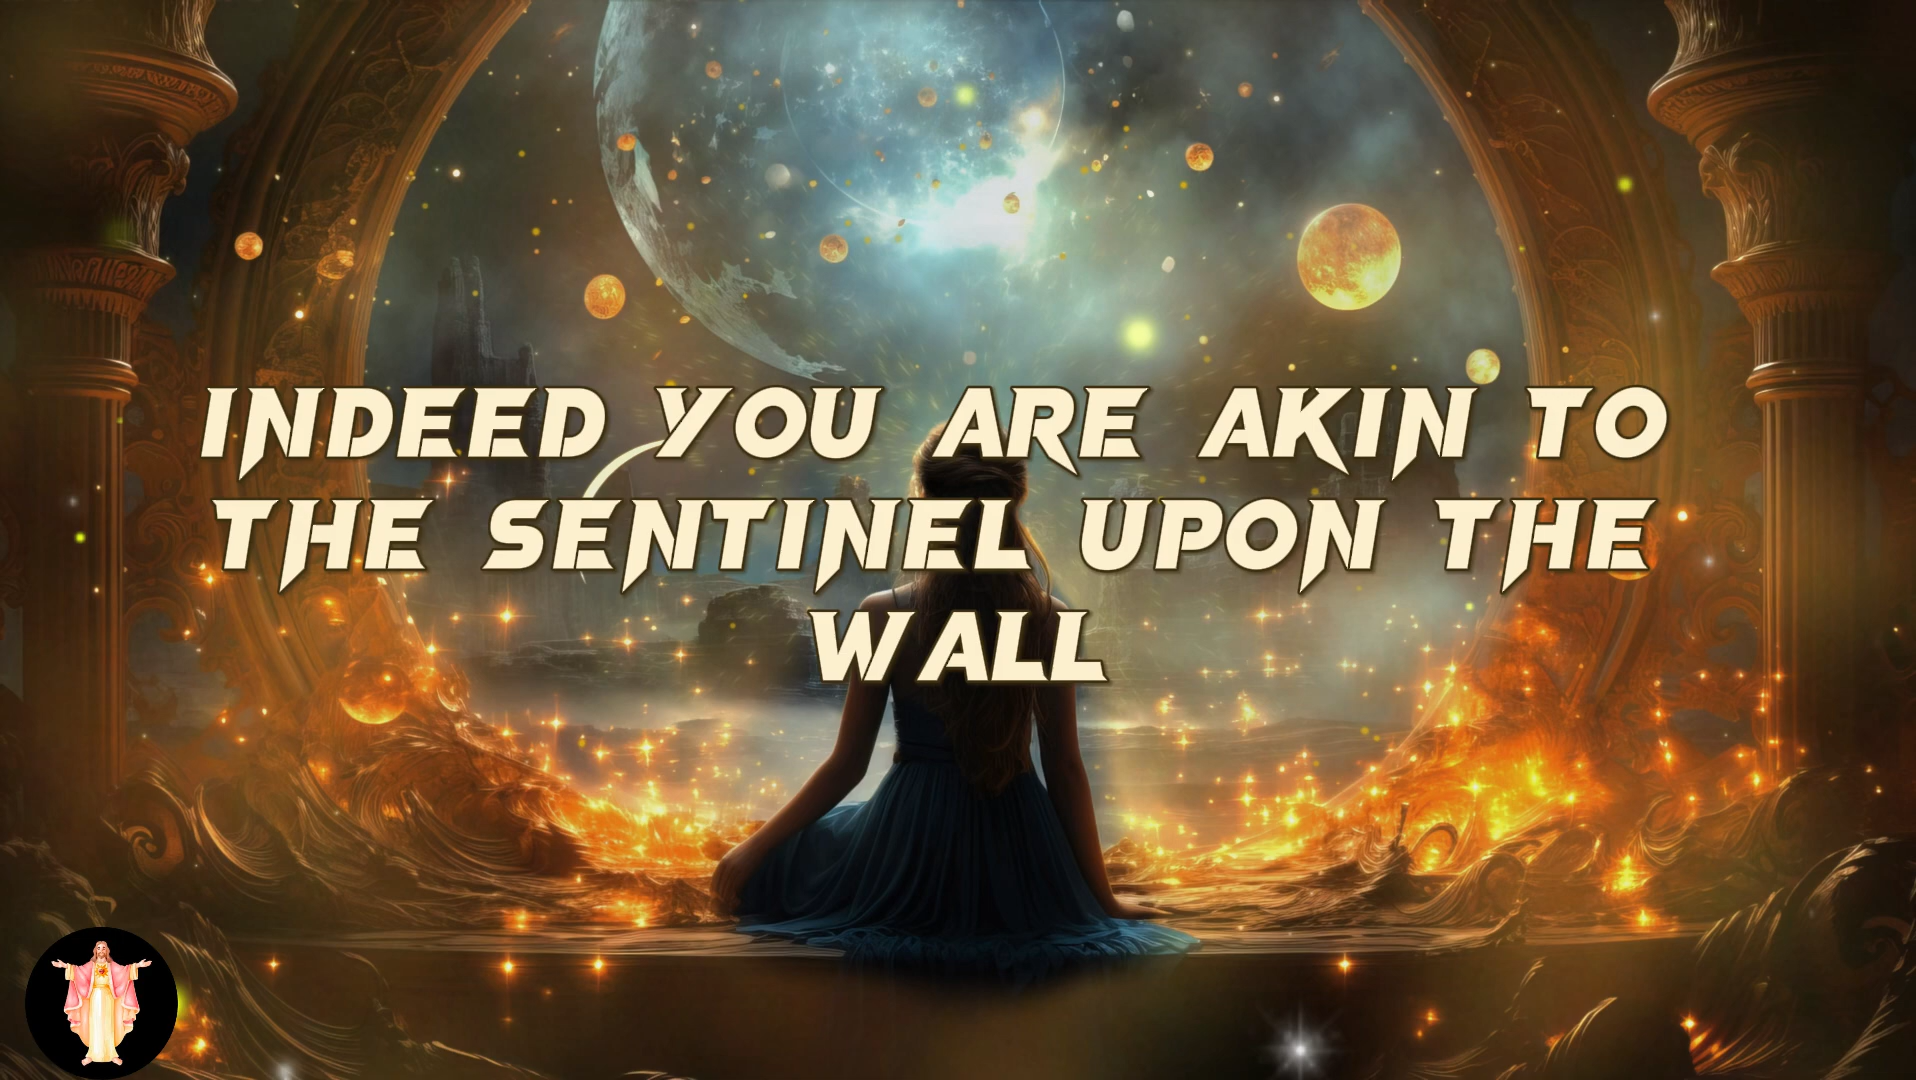 INDEED YOU ARE AKIN TO
THE SENTINEL UPON THE
WALL